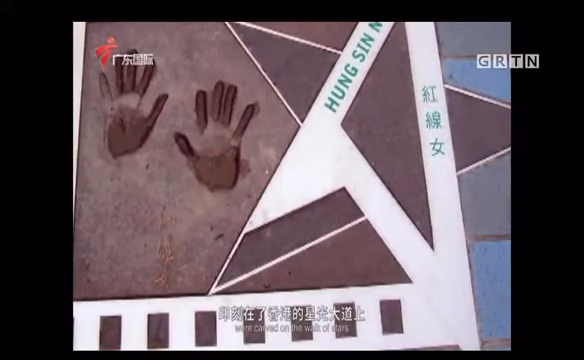 广东国际
GRTN
HUNG SIN N
紅線女
印刻在了香港的星光大道上
were carved on the walk of stars